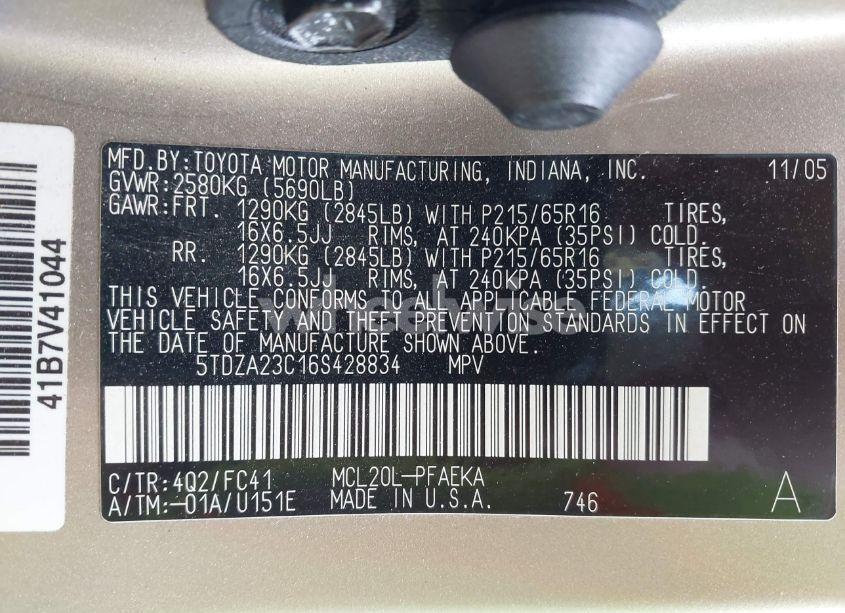 MFD.BY:TOYOTA MOTOR MANUFACTURING, INDIANA, INC. 11/05
GVWR:2580KG (5690LB)
GAWR:FRT. 1290KG (2845LB) WITH P215/65R16 TIRES,
16X6.5JJ RIMS, AT 240KPA (35PSI) COLD.
RR. 1290KG (2845LB) WITH P215/65R16 TIRES,
16X6.5JJ RIMS, AT 240KPA (35PSI) COLD.
THIS VEHICLE CONFORMS TO ALL APPLICABLE FEDERAL MOTOR
VEHICLE SAFETY AND THEFT PREVENTION STANDARDS IN EFFECT ON
THE DATE OF MANUFACTURE SHOWN ABOVE.
5TDZA23C16S428834 MPV
C/TR:4Q2/FC41 MCL20L-PFAEKA
A/TM:-01A/U151E MADE IN U.S.A. 746 A
41B7V41044
wheelwise